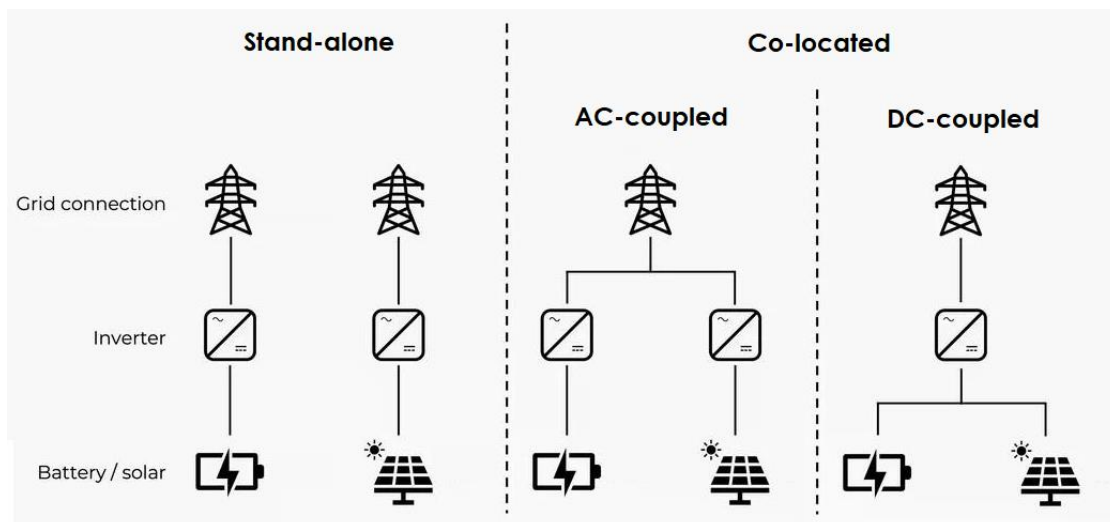 Stand-alone
Co-located
AC-coupled
DC-coupled
Grid connection
Inverter
Battery / solar